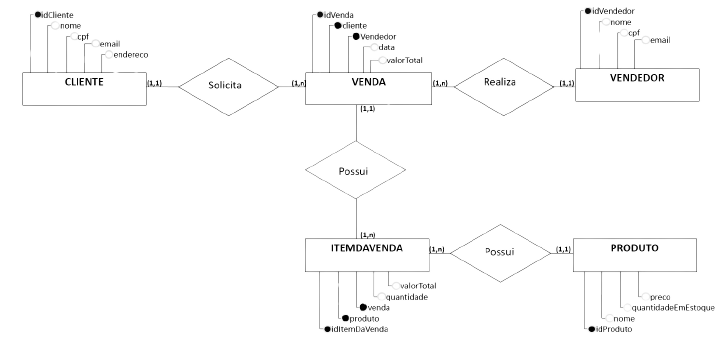 idCliente
nome
cpf
email
endereco
CLIENTE
(1,1)
Solicita
(1,n)
idVenda
cliente
Vendedor
data
valorTotal
VENDA
(1,n)
Realiza
(1,1)
idVendedor
nome
cpf
email
VENDEDOR
(1,1)
Possui
(1,n)
ITEMDAVENDA
(1,n)
Possui
(1,1)
PRODUTO
valorTotal
quantidade
venda
produto
idItemDaVenda
preco
quantidadeEmEstoque
nome
idProduto